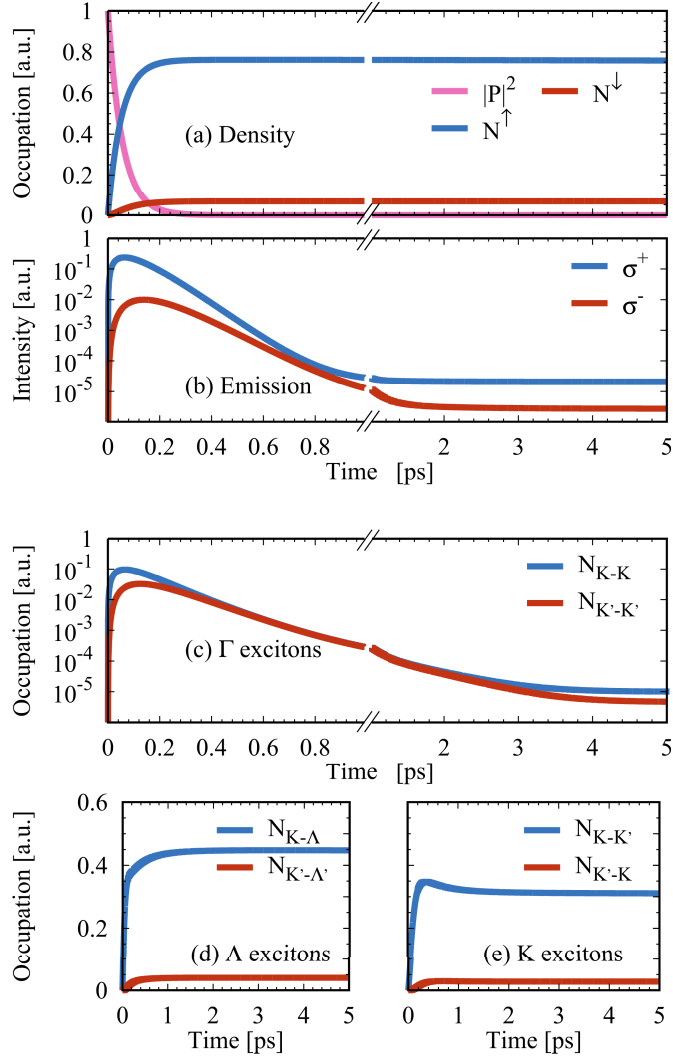 Occupation [a.u.]
1
0.8
0.6
0.4
0.2
0
|P|²
N↓
N↑
(a) Density
Intensity [a.u.]
1
10⁻¹
10⁻²
10⁻³
10⁻⁴
10⁻⁵
σ⁺
σ⁻
(b) Emission
0 0.2 0.4 0.6 0.8 2 3 4 5
Time [ps]
Occupation [a.u.]
1
10⁻¹
10⁻²
10⁻³
10⁻⁴
10⁻⁵
N_K-K
N_K'-K'
(c) Γ excitons
0 0.2 0.4 0.6 0.8 2 3 4 5
Time [ps]
Occupation [a.u.]
0.6
0.4
0.2
0
N_K-Λ
N_K'-Λ'
(d) Λ excitons
0 1 2 3 4 5
Time [ps]
N_K-K'
N_K'-K
(e) K excitons
0 1 2 3 4 5
Time [ps]